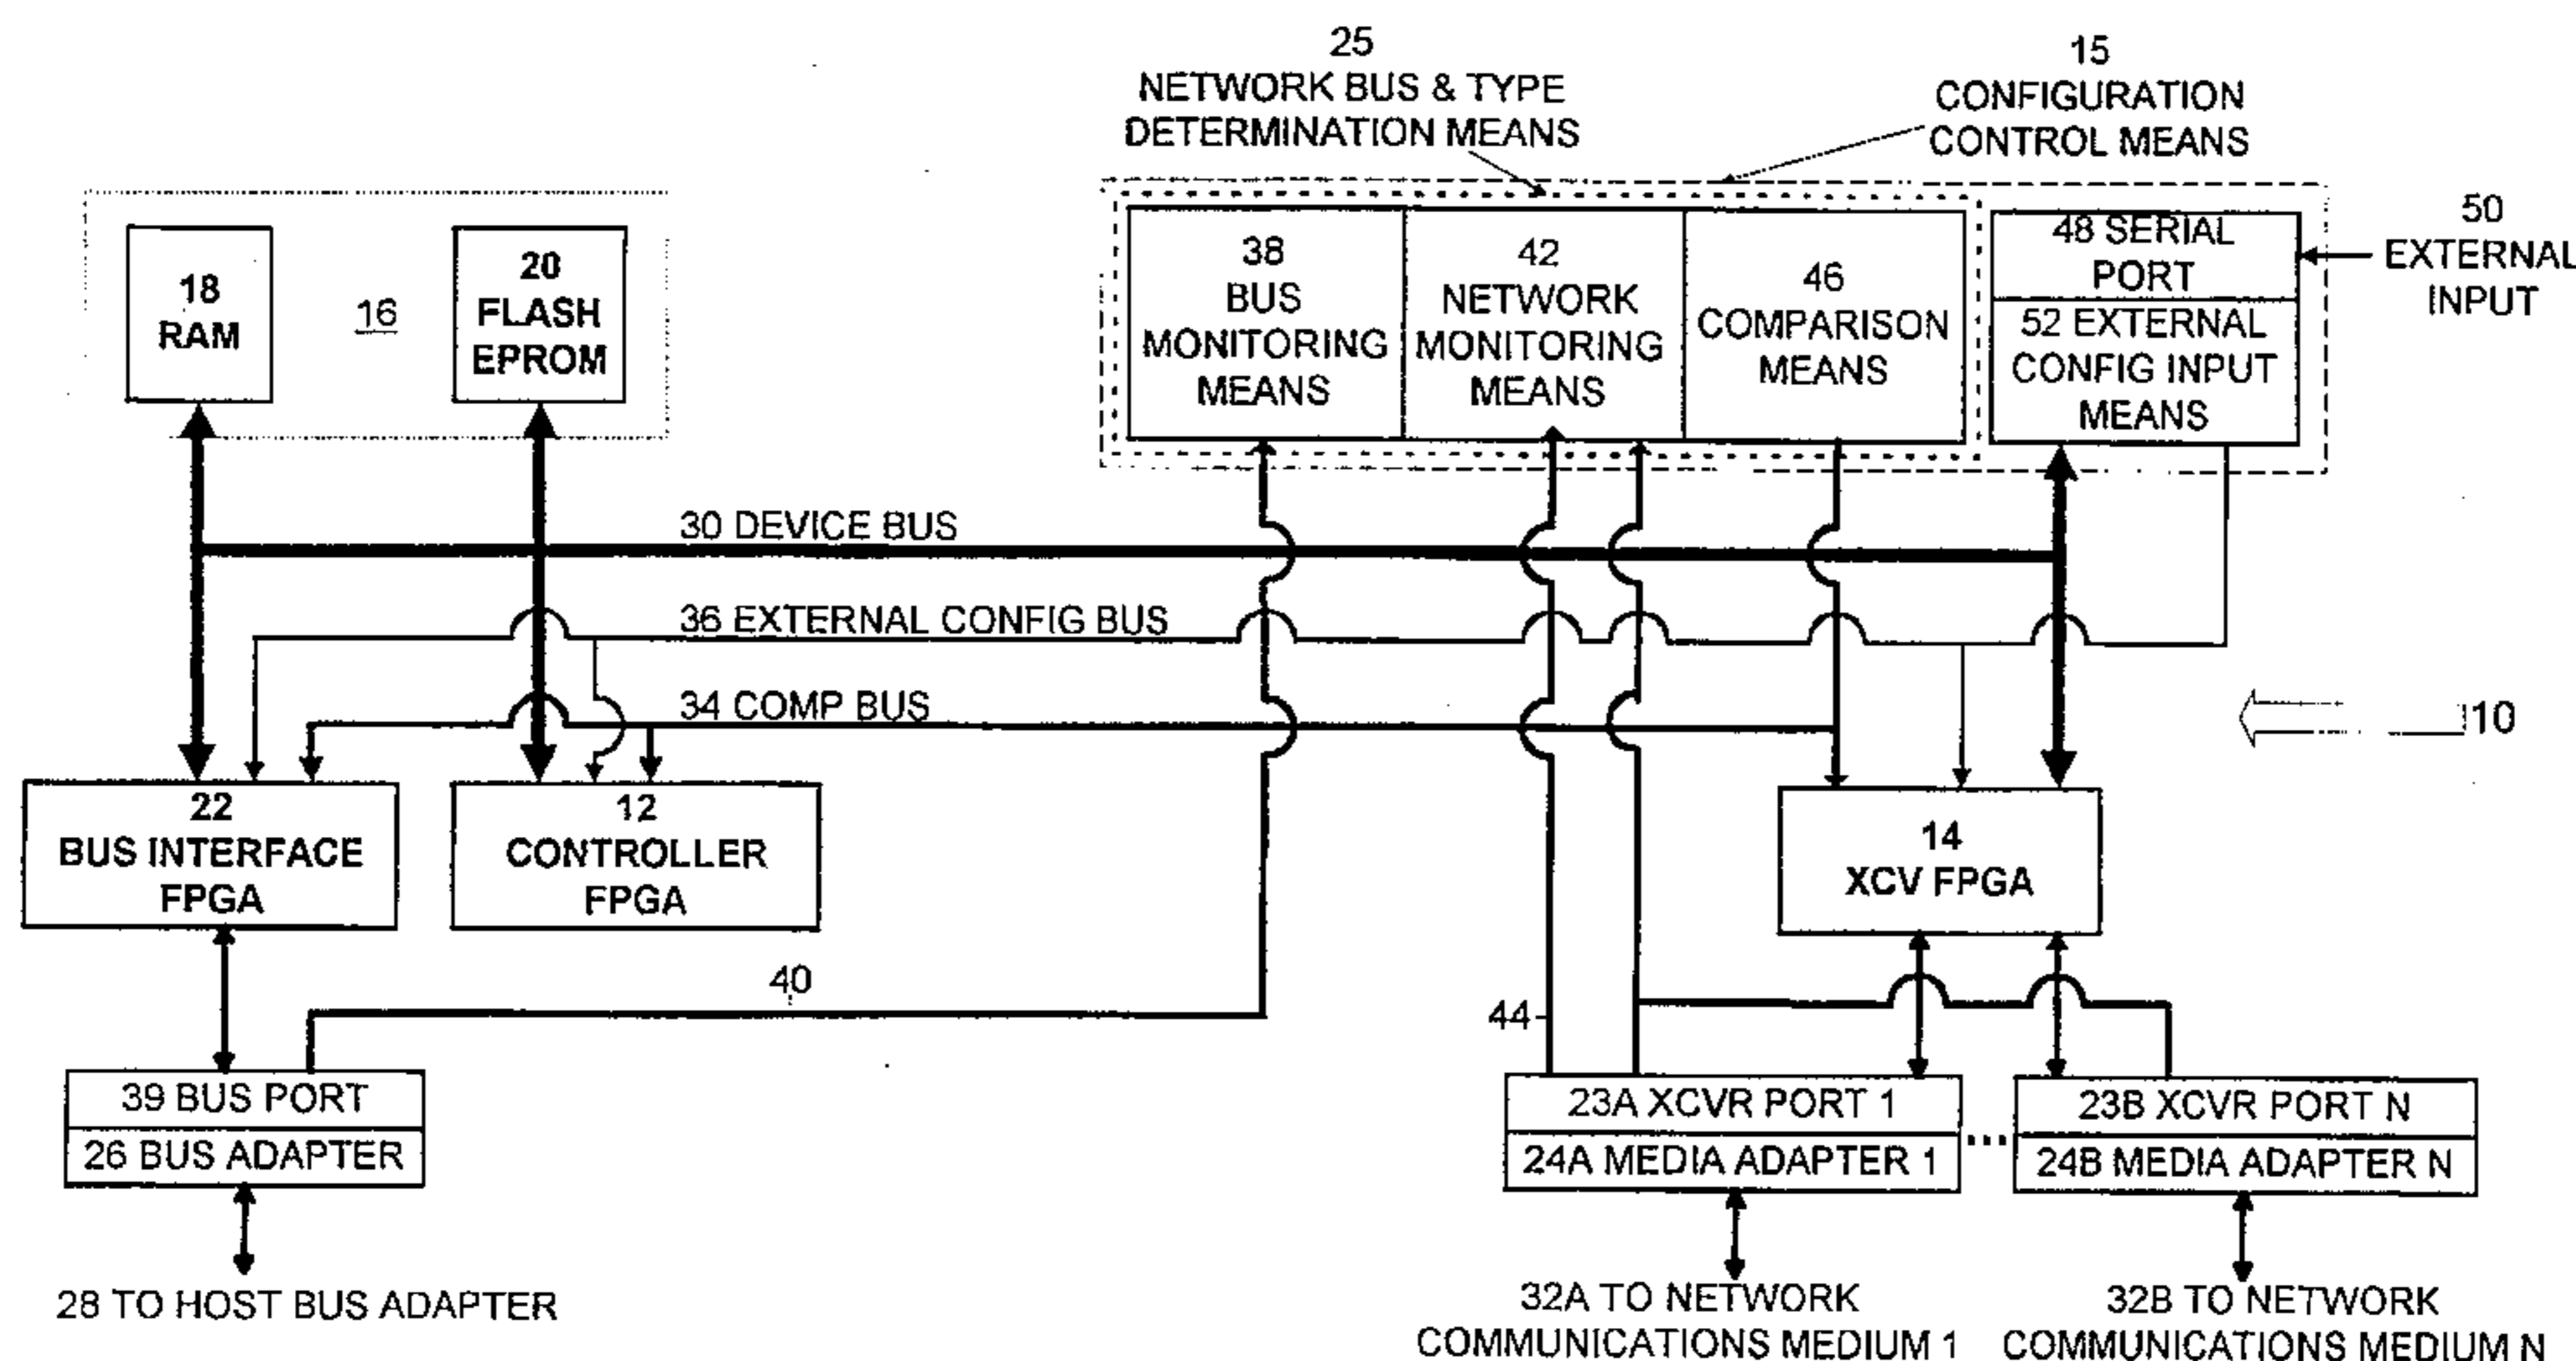 25
NETWORK BUS & TYPE
DETERMINATION MEANS
15
CONFIGURATION
CONTROL MEANS
18
RAM
16
20
FLASH
EPROM
38
BUS
MONITORING
MEANS
42
NETWORK
MONITORING
MEANS
46
COMPARISON
MEANS
48 SERIAL
PORT
52 EXTERNAL
CONFIG INPUT
MEANS
50
EXTERNAL
INPUT
30 DEVICE BUS
36 EXTERNAL CONFIG BUS
34 COMP BUS
10
22
BUS INTERFACE
FPGA
12
CONTROLLER
FPGA
14
XCV FPGA
40
44
39 BUS PORT
26 BUS ADAPTER
23A XCVR PORT 1
24A MEDIA ADAPTER 1
23B XCVR PORT N
24B MEDIA ADAPTER N
28 TO HOST BUS ADAPTER
32A TO NETWORK
COMMUNICATIONS MEDIUM 1
32B TO NETWORK
COMMUNICATIONS MEDIUM N